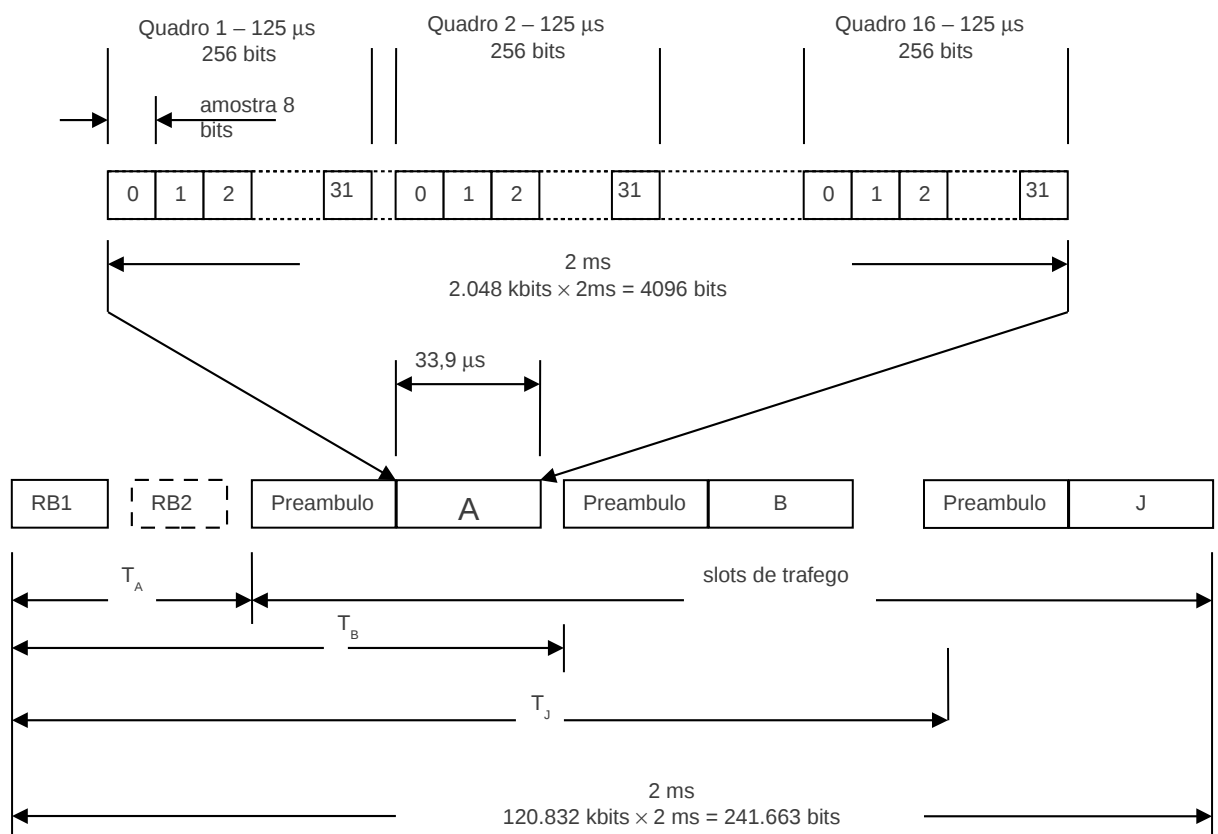 Quadro 1 – 125 μs
256 bits
Quadro 2 – 125 μs
256 bits
Quadro 16 – 125 μs
256 bits
amostra 8
bits
0 1 2 31 0 1 2 31 0 1 2 31
2 ms
2.048 kbits × 2ms = 4096 bits
33,9 μs
RB1 RB2 Preambulo A Preambulo B Preambulo J
T_A
slots de trafego
T_B
T_J
2 ms
120.832 kbits × 2 ms = 241.663 bits